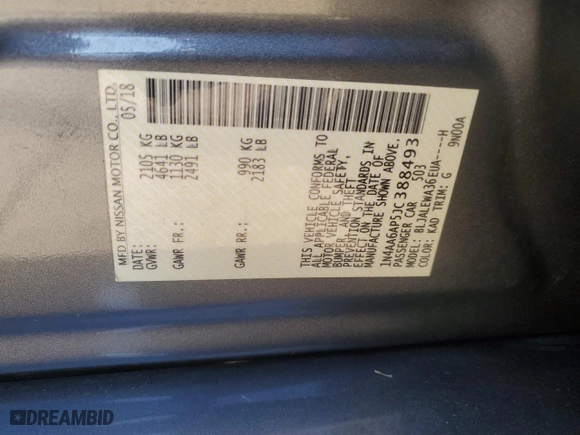 MFD BY NISSAN MOTOR CO., LTD.
DATE: 05/18
GVWR: 2105 KG
4641 LB
GAWR FR.: 1130 KG
2491 LB
GAWR RR.: 990 KG
2183 LB
THIS VEHICLE CONFORMS TO
ALL APPLICABLE FEDERAL
MOTOR VEHICLE SAFETY,
BUMPER, AND THEFT
PREVENTION STANDARDS IN
EFFECT ON THE DATE OF
MANUFACTURE SHOWN ABOVE.
1N4AA6AP5JC388493
PASSENGER CAR S03
MODEL: BLJALEWA36EUA----H
COLOR: KAD TRIM: G 9N00A
DREAMBID